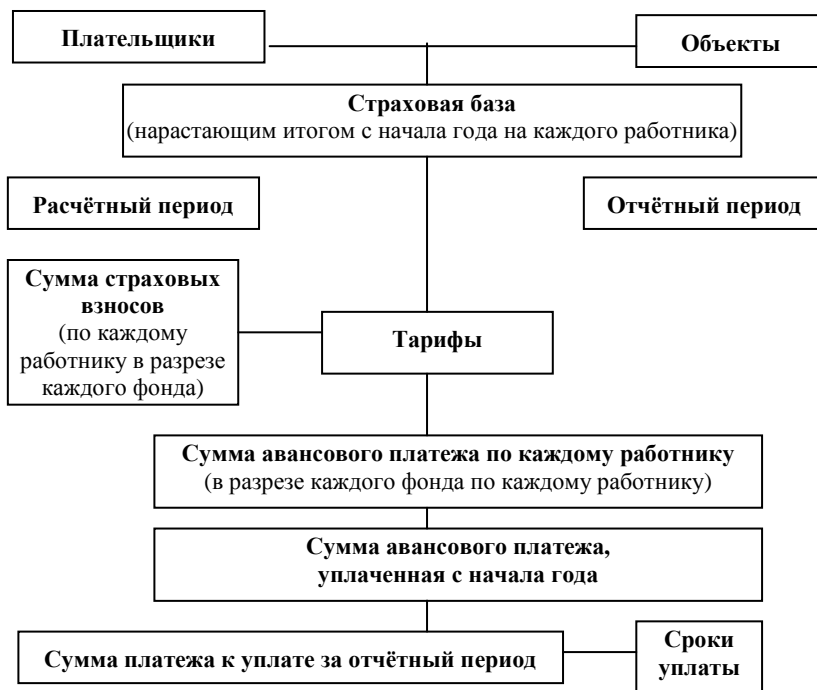 Плательщики
Объекты
Страховая база
(нарастающим итогом с начала года на каждого работника)
Расчётный период
Отчётный период
Сумма страховых
взносов
(по каждому
работнику в разрезе
каждого фонда)
Тарифы
Сумма авансового платежа по каждому работнику
(в разрезе каждого фонда по каждому работнику)
Сумма авансового платежа,
уплаченная с начала года
Сумма платежа к уплате за отчётный период
Сроки
уплаты